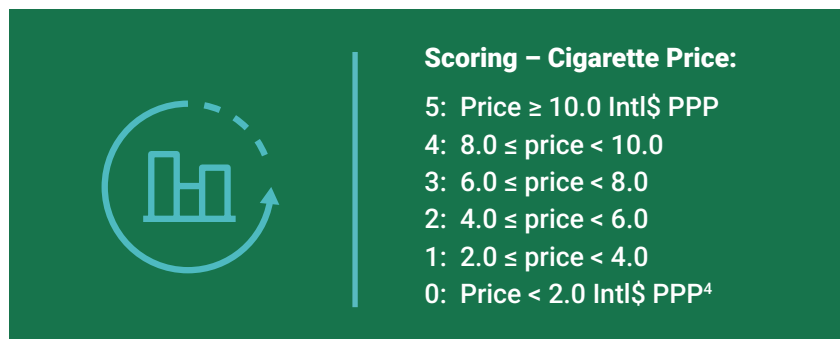 Scoring – Cigarette Price:
5: Price ≥ 10.0 Intl$ PPP
4: 8.0 ≤ price < 10.0
3: 6.0 ≤ price < 8.0
2: 4.0 ≤ price < 6.0
1: 2.0 ≤ price < 4.0
0: Price < 2.0 Intl$ PPP⁴